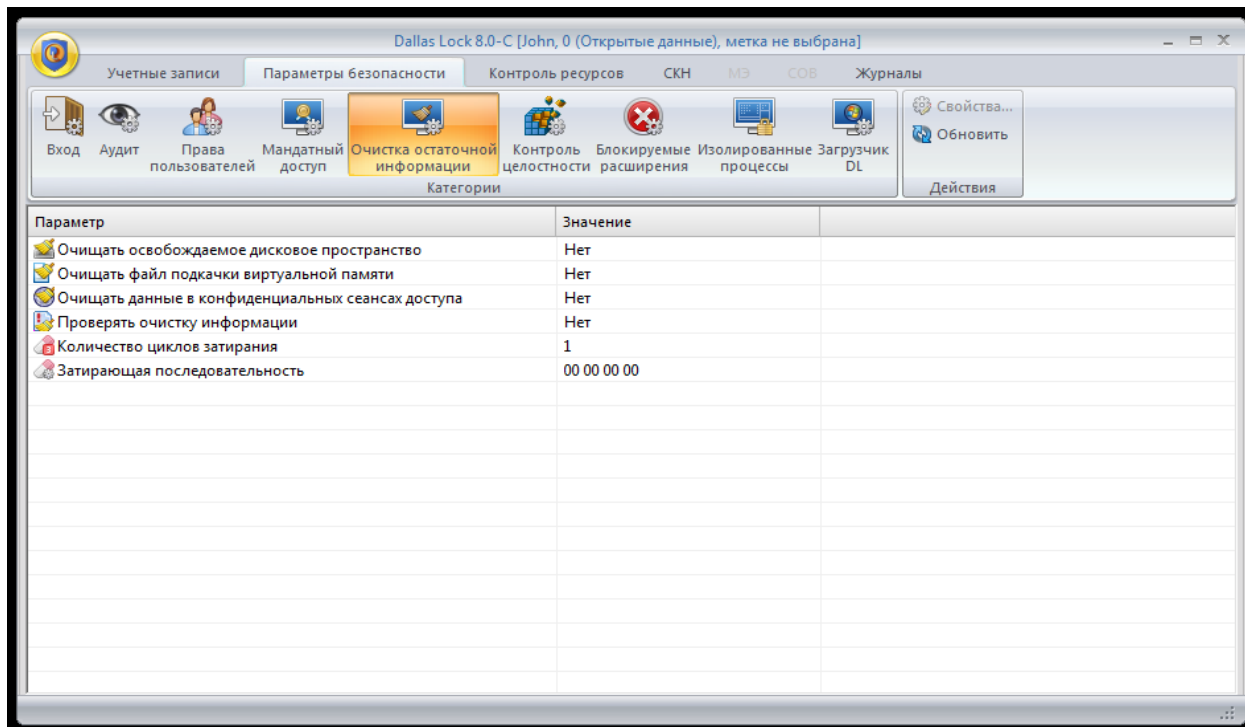 Dallas Lock 8.0-C [John, 0 (Открытые данные), метка не выбрана]
Учетные записи Параметры безопасности Контроль ресурсов СКН МЭ СОВ Журналы
Вход Аудит Права пользователей Мандатный доступ Очистка остаточной информации Контроль целостности Блокируемые расширения Изолированные процессы Загрузчик DL
Свойства...
Обновить
Категории Действия
Параметр Значение
Очищать освобождаемое дисковое пространство Нет
Очищать файл подкачки виртуальной памяти Нет
Очищать данные в конфиденциальных сеансах доступа Нет
Проверять очистку информации Нет
Количество циклов затирания 1
Затирающая последовательность 00 00 00 00